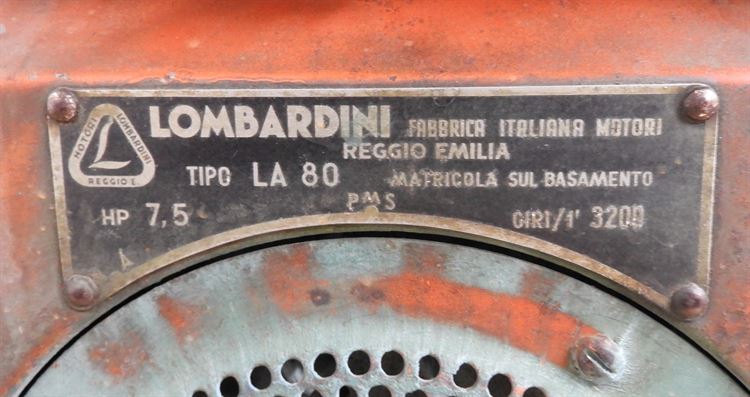 MOTORI LOMBARDINI
L
REGGIO E.
LOMBARDINI FABBRICA ITALIANA MOTORI
REGGIO EMILIA
TIPO LA 80 MATRICOLA SUL BASAMENTO
PMS
HP 7,5 GIRI/1' 3200
A